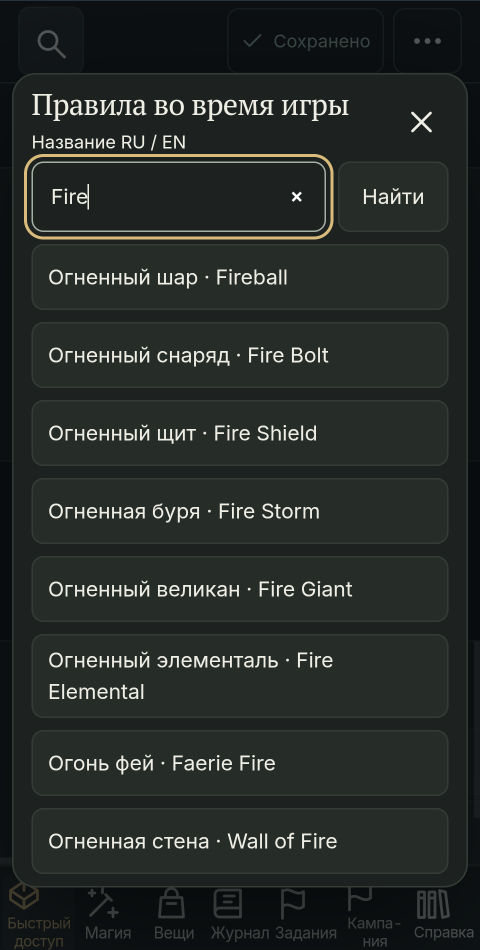 Сохранено
Правила во время игры
Название RU / EN
Fire
Найти
Огненный шар · Fireball
Огненный снаряд · Fire Bolt
Огненный щит · Fire Shield
Огненная буря · Fire Storm
Огненный великан · Fire Giant
Огненный элементаль · Fire
Elemental
Огонь фей · Faerie Fire
Огненная стена · Wall of Fire
Быстрый
доступ
Магия
Вещи
Журнал
Задания
Кампа-
ния
Справка